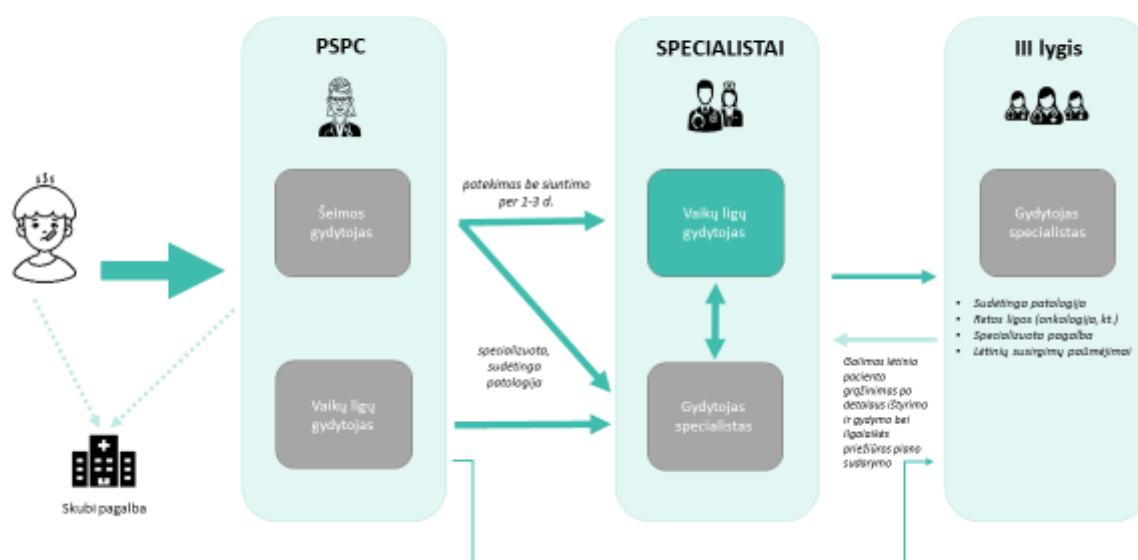 PSPC
Šeimos
gydytojas
Vaikų ligų
gydytojas
Skubi pagalba
patekimas be siuntimo
per 1-3 d.
specializuota,
sudėtinga
patologija
SPECIALISTAI
Vaikų ligų
gydytojas
Gydytojas
specialistas
III lygis
Gydytojas
specialistas
• Sudėtinga patologija
• Retos ligos (onkologija, kt.)
• Specializuota pagalba
• Lėtinių susirgimų paūmėjimai
Galimas lėtinio
paciento
grąžinimas po
detalaus ištyrimo
ir gydymo bei
ilgalaikės
priežiūros plano
sudarymo